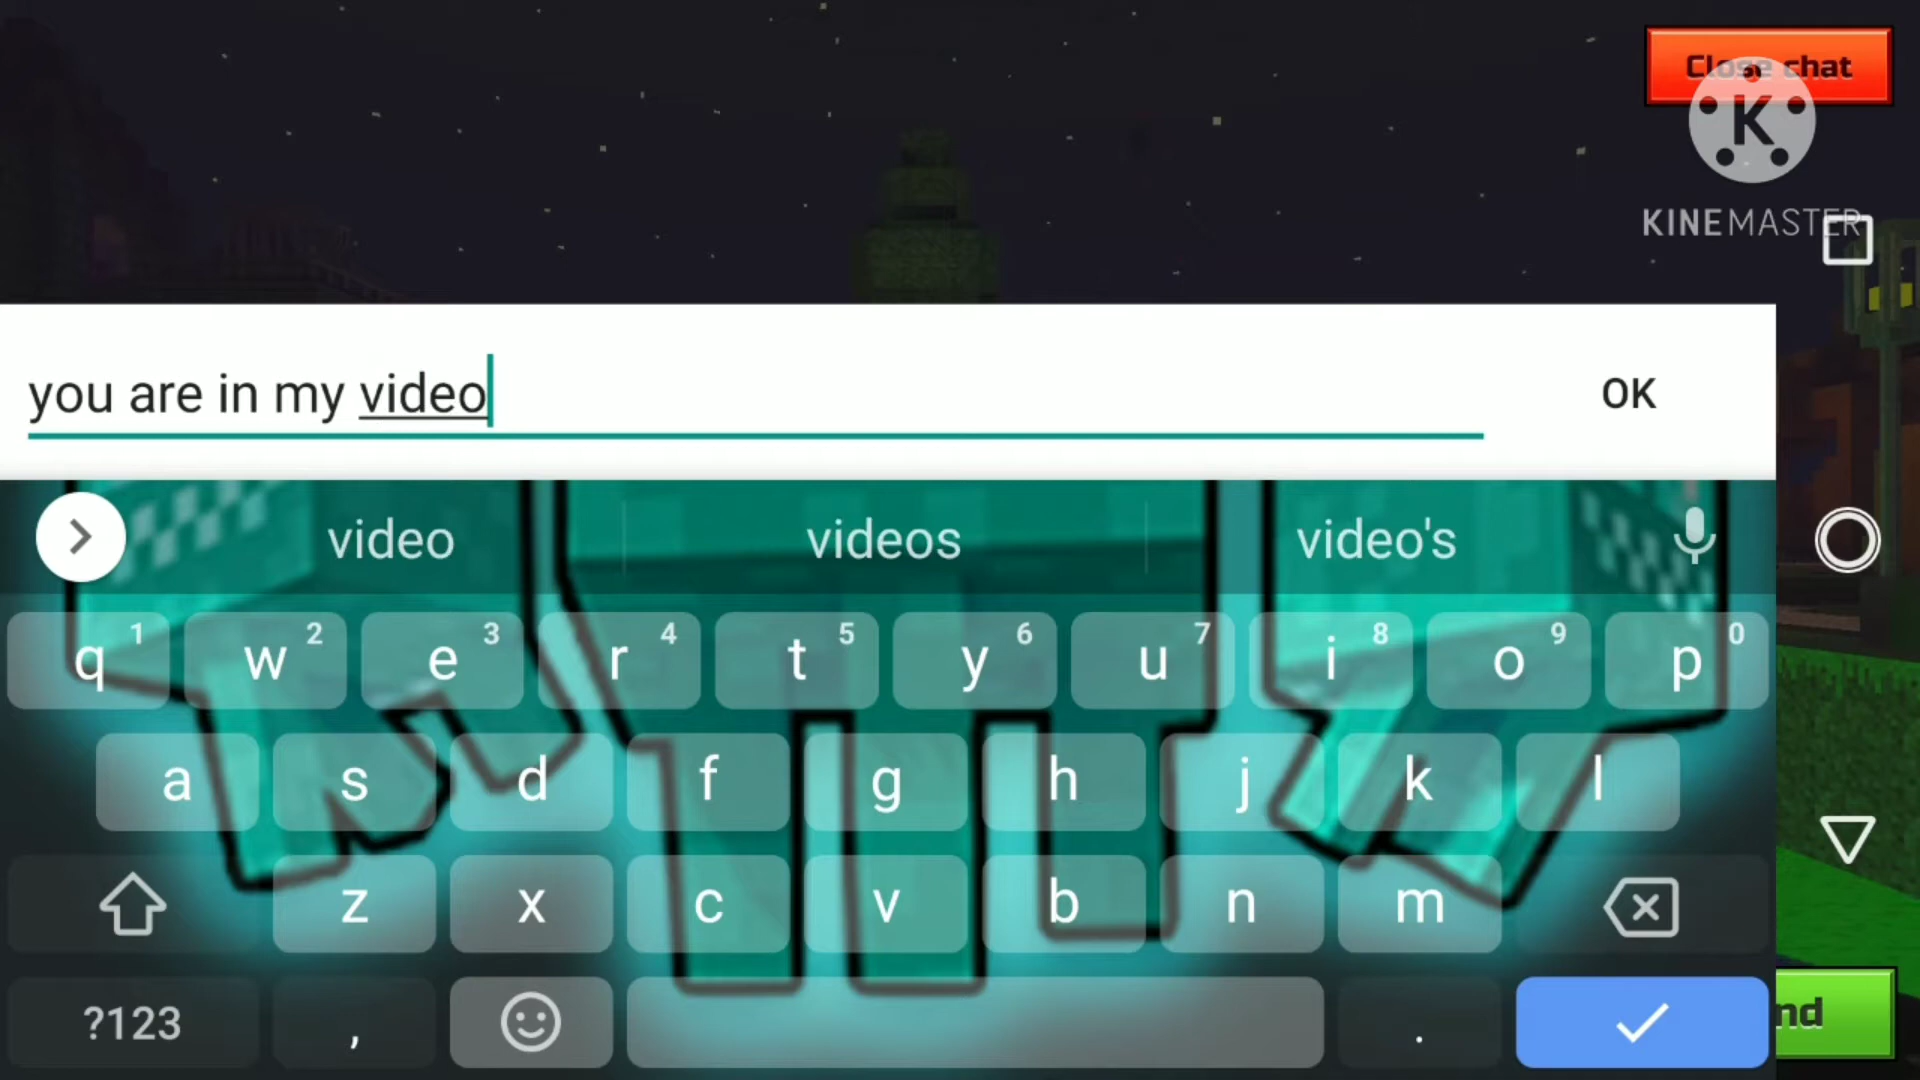 Close chat
K
KINEMASTER
you are in my video
OK
video videos video's
q 1 w 2 e 3 r 4 t 5 y 6 u 7 i 8 o 9 p 0
a s d f g h j k l
z x c v b n m
?123 , .
nd